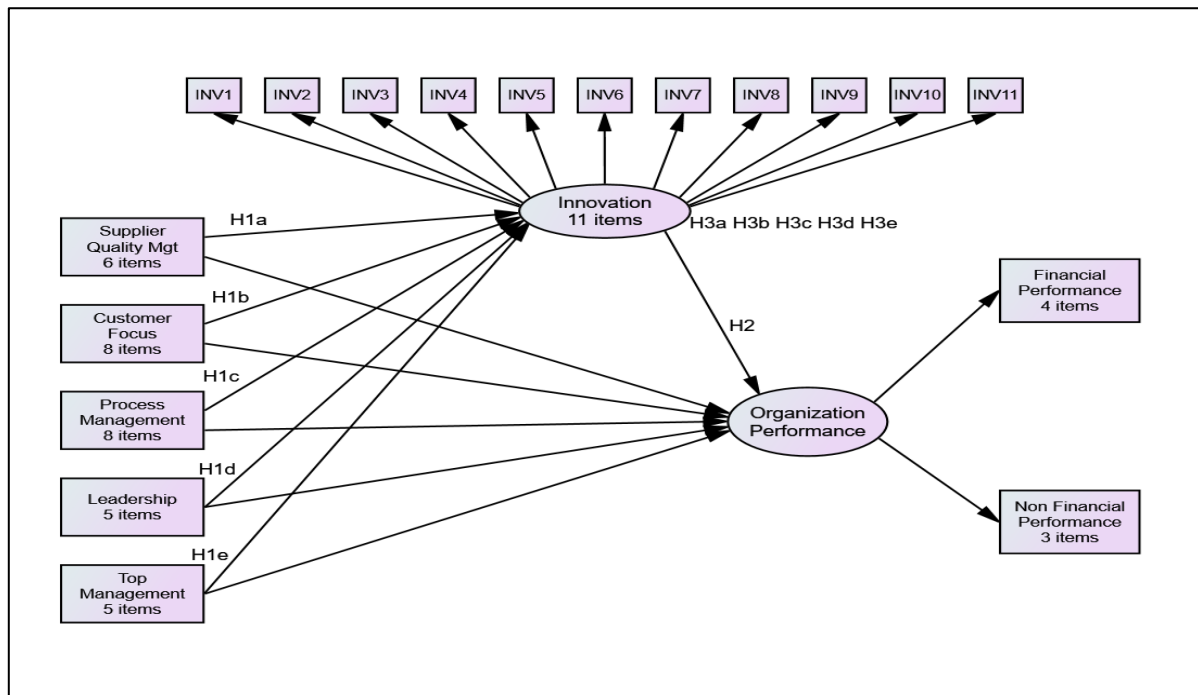 INV1 INV2 INV3 INV4 INV5 INV6 INV7 INV8 INV9 INV10 INV11
Innovation
11 items
H3a H3b H3c H3d H3e
H1a
Supplier
Quality Mgt
6 items
H1b
Customer
Focus
8 items
H1c
Process
Management
8 items
H1d
Leadership
5 items
H1e
Top
Management
5 items
H2
Organization
Performance
Financial
Performance
4 items
Non Financial
Performance
3 items